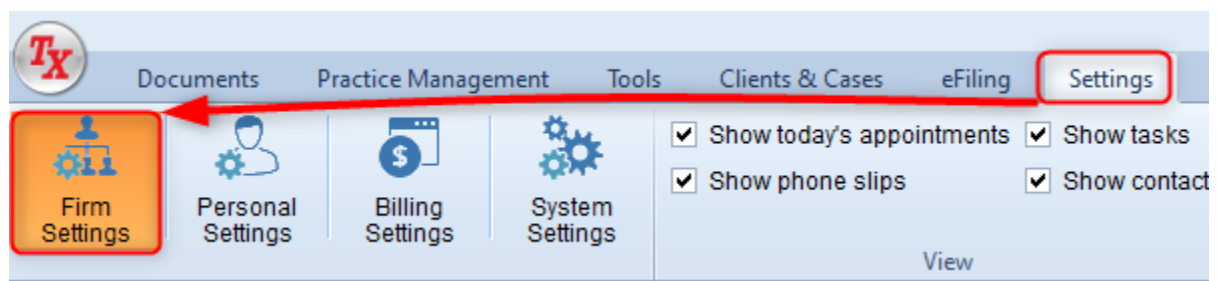 TX
Documents Practice Management Tools Clients & Cases eFiling Settings
Firm Settings
Personal Settings
Billing Settings
System Settings
Show today's appointments Show tasks
Show phone slips Show contact
View